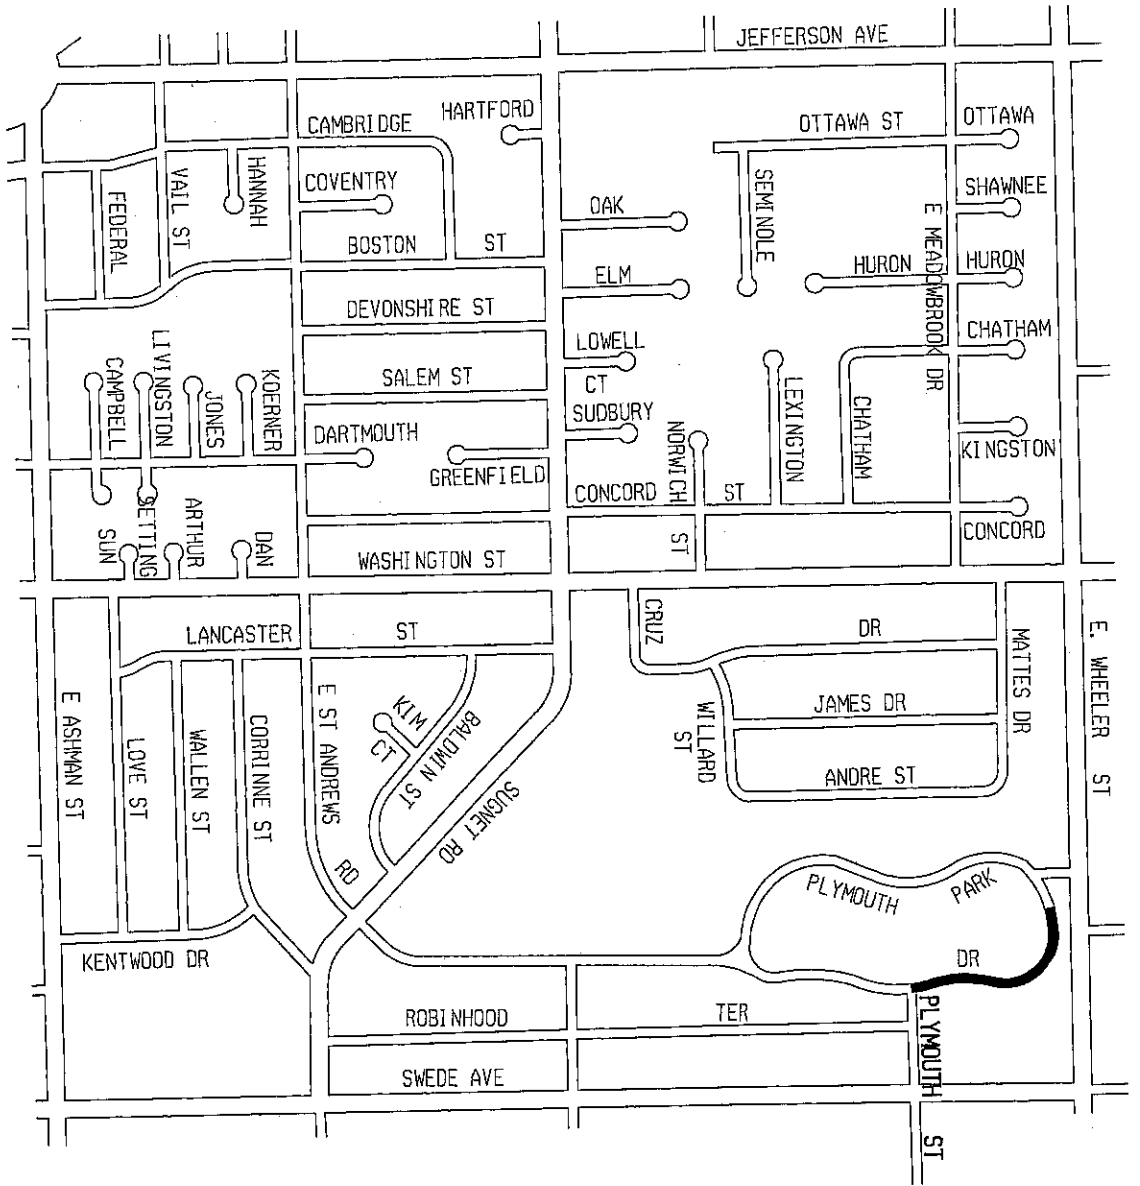 JEFFERSON AVE
HARTFORD
CAMBRIDGE
OTTAWA ST
OTTAWA
HANNAH
VAIL ST
FEDERAL
COVENTRY
SEMINOLE
SHAWNEE
OAK
E MEADOWBROOK DR
BOSTON ST
HURON
HURON
ELM
DEVONSHIRE ST
CHATHAM
LOWELL
CT
SALEM ST
LIVINGSTON
CAMPBELL
JONES
KOERNER
LEXINGTON
CHATHAM
SUDBURY
DARTMOUTH
NORWICH ST
KINGSTON
GREENFIELD
CONCORD ST
CONCORD
SUN
SETTING
ARTHUR
DAN
WASHINGTON ST
CRUZ DR
LANCASTER ST
MATTES DR
E. WHEELER ST
E ASHMAN ST
LOVE ST
WALLEN ST
CORRINNE ST
E ST ANDREWS RD
KIM CT
BALDWIN ST
SUGNET RD
WILLARD ST
JAMES DR
ANDRE ST
PLYMOUTH PARK DR
KENTWOOD DR
ROBINHOOD TER
PLYMOUTH ST
SWEDE AVE